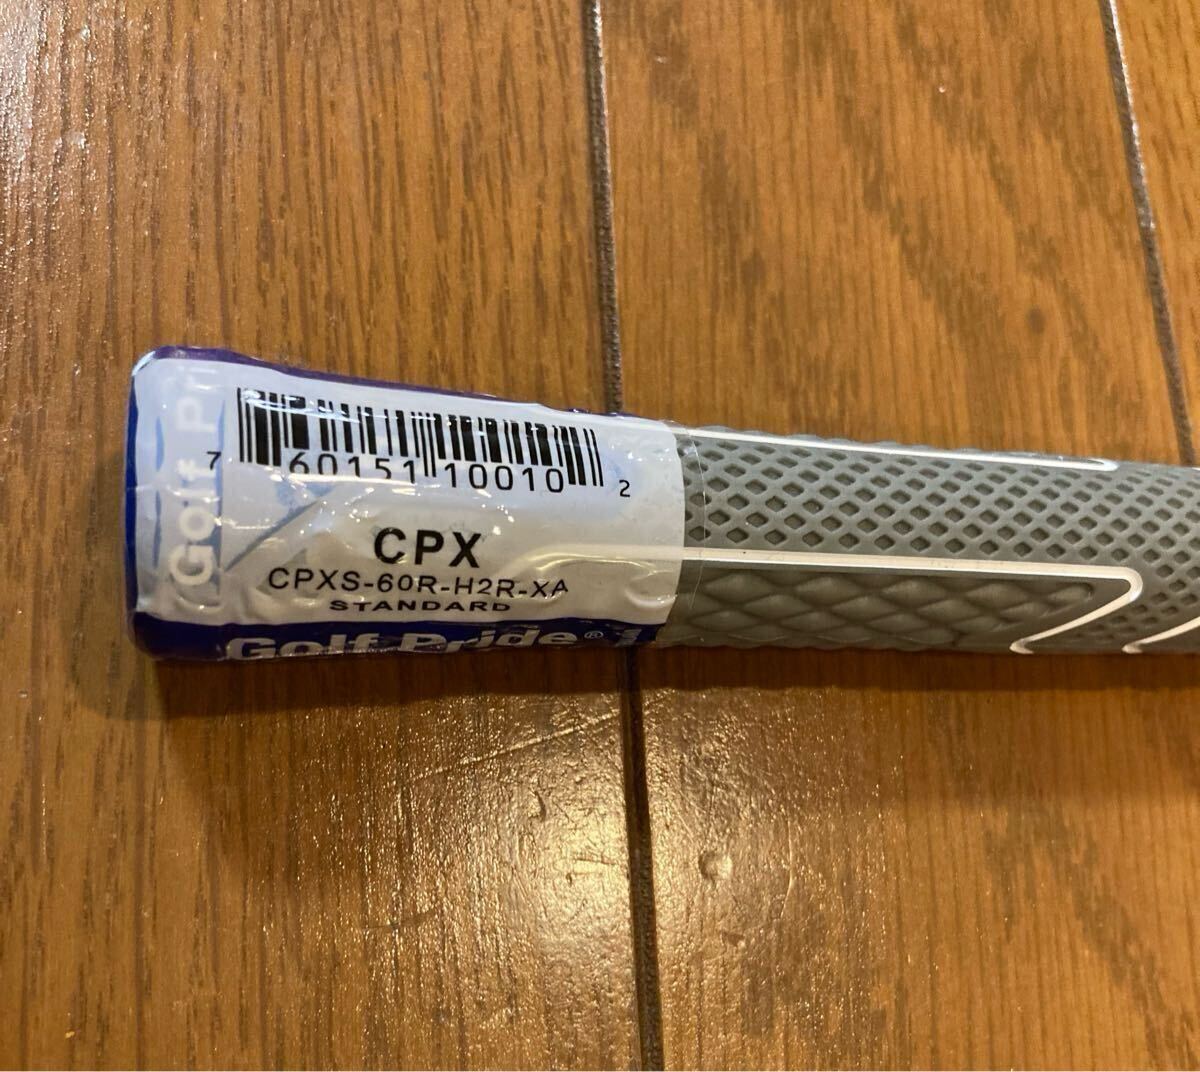 Golf Pr
7 60151 10010 2
CPX
CPXS-60R-H2R-XA
STANDARD
Golf Pride®